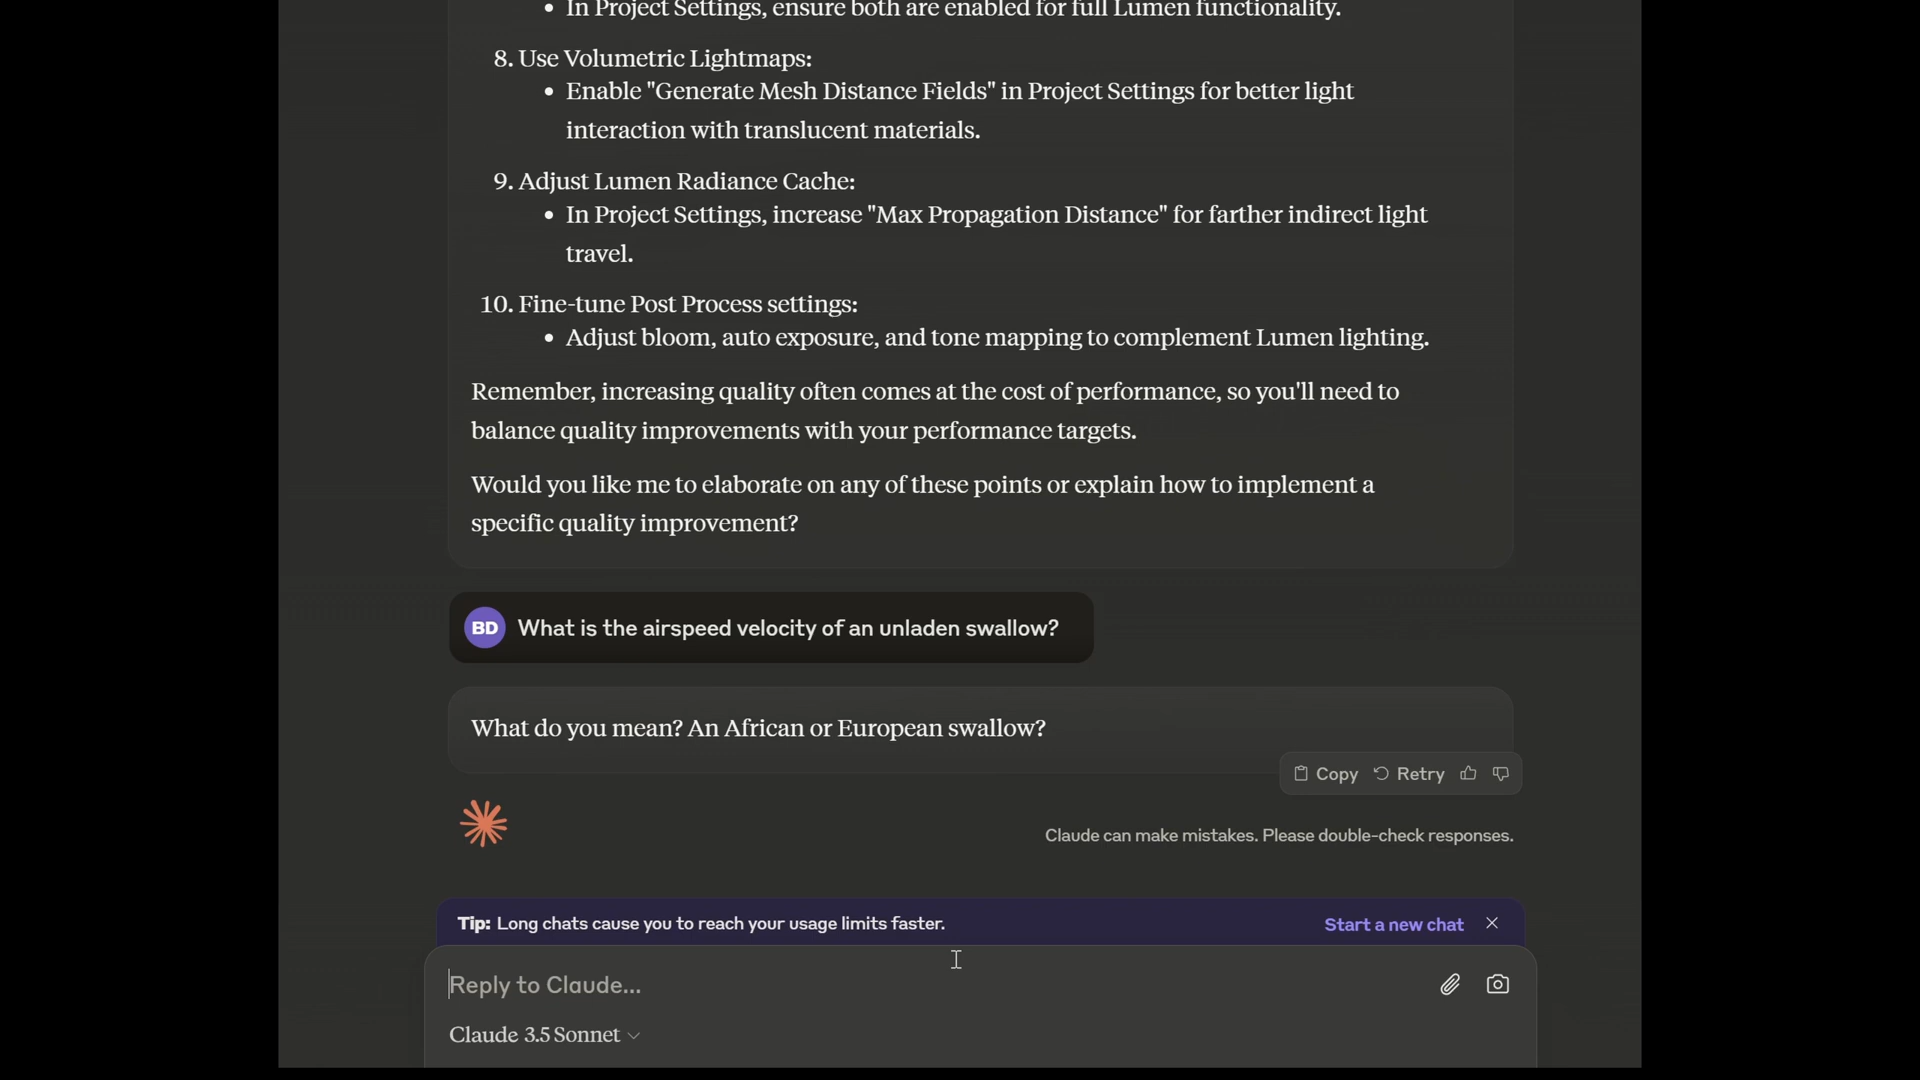 • In Project Settings, ensure both are enabled for full Lumen functionality.
8. Use Volumetric Lightmaps:
• Enable "Generate Mesh Distance Fields" in Project Settings for better light
interaction with translucent materials.
9. Adjust Lumen Radiance Cache:
• In Project Settings, increase "Max Propagation Distance" for farther indirect light
travel.
10. Fine-tune Post Process settings:
• Adjust bloom, auto exposure, and tone mapping to complement Lumen lighting.
Remember, increasing quality often comes at the cost of performance, so you'll need to
balance quality improvements with your performance targets.
Would you like me to elaborate on any of these points or explain how to implement a
specific quality improvement?
BD What is the airspeed velocity of an unladen swallow?
What do you mean? An African or European swallow?
Copy Retry
Claude can make mistakes. Please double-check responses.
Tip: Long chats cause you to reach your usage limits faster. Start a new chat
Reply to Claude...
Claude 3.5 Sonnet